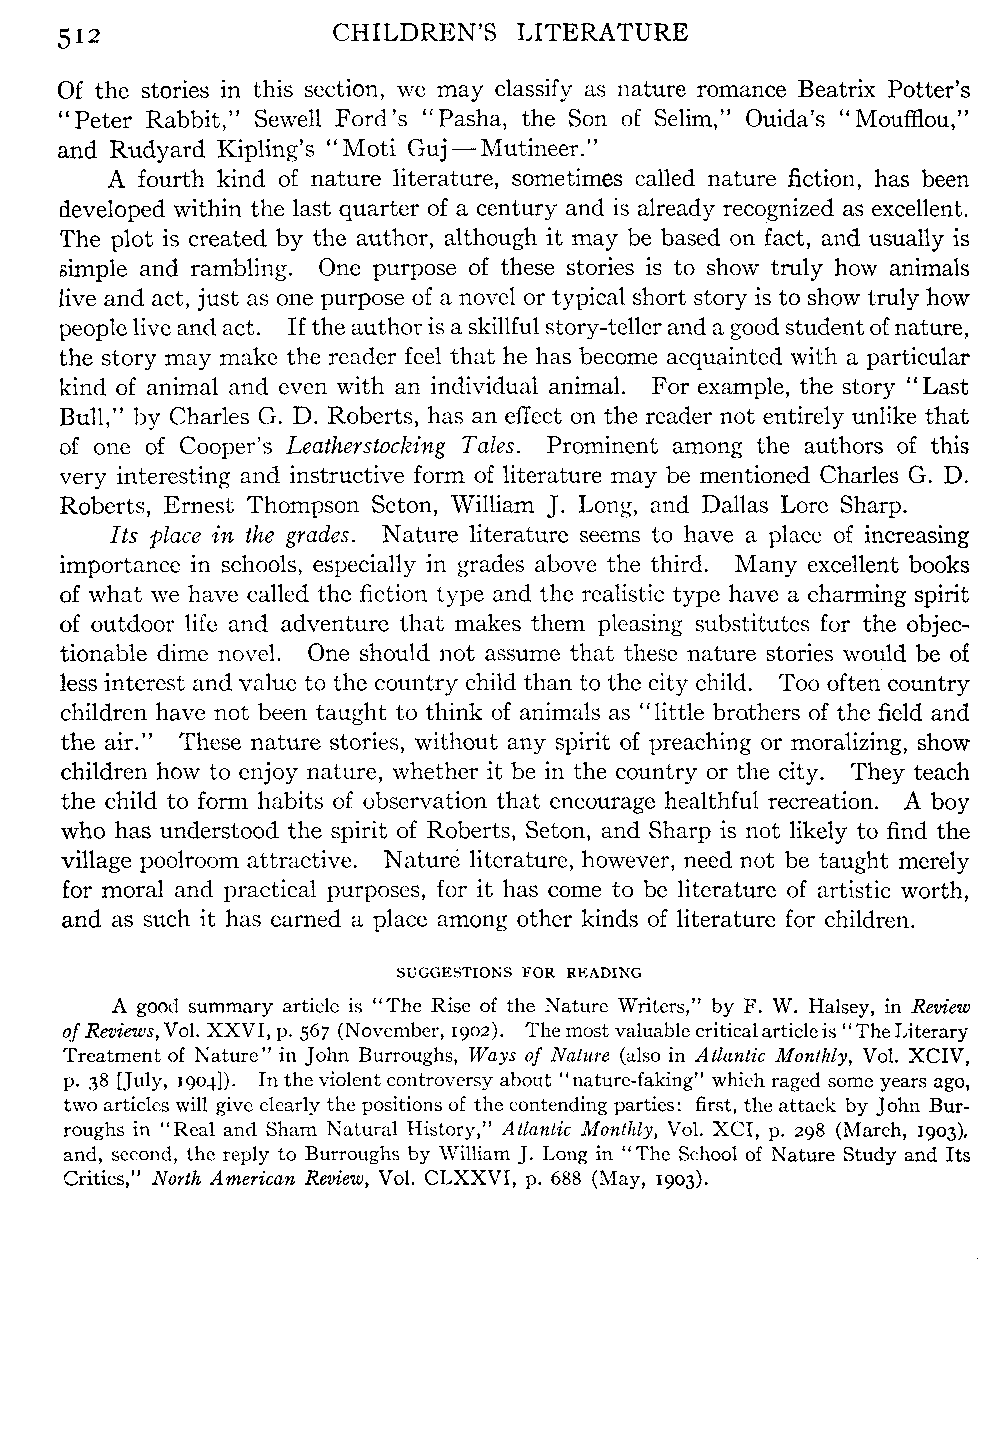 512 CHILDREN'S LITERATURE
Of the stories in this section, we may classify as nature romance Beatrix Potter's
"Peter Rabbit," Sewell Ford's "Pasha, the Son of Selim," Ouida's "Moufflou,"
and Rudyard Kipling's "Moti Guj—Mutineer."
A fourth kind of nature literature, sometimes called nature fiction, has been
developed within the last quarter of a century and is already recognized as excellent.
The plot is created by the author, although it may be based on fact, and usually is
simple and rambling. One purpose of these stories is to show truly how animals
live and act, just as one purpose of a novel or typical short story is to show truly how
people live and act. If the author is a skillful story-teller and a good student of nature,
the story may make the reader feel that he has become acquainted with a particular
kind of animal and even with an individual animal. For example, the story "Last
Bull," by Charles G. D. Roberts, has an effect on the reader not entirely unlike that
of one of Cooper's Leatherstocking Tales. Prominent among the authors of this
very interesting and instructive form of literature may be mentioned Charles G. D.
Roberts, Ernest Thompson Seton, William J. Long, and Dallas Lore Sharp.
Its place in the grades. Nature literature seems to have a place of increasing
importance in schools, especially in grades above the third. Many excellent books
of what we have called the fiction type and the realistic type have a charming spirit
of outdoor life and adventure that makes them pleasing substitutes for the objec-
tionable dime novel. One should not assume that these nature stories would be of
less interest and value to the country child than to the city child. Too often country
children have not been taught to think of animals as "little brothers of the field and
the air." These nature stories, without any spirit of preaching or moralizing, show
children how to enjoy nature, whether it be in the country or the city. They teach
the child to form habits of observation that encourage healthful recreation. A boy
who has understood the spirit of Roberts, Seton, and Sharp is not likely to find the
village poolroom attractive. Nature literature, however, need not be taught merely
for moral and practical purposes, for it has come to be literature of artistic worth,
and as such it has earned a place among other kinds of literature for children.
SUGGESTIONS FOR READING
A good summary article is "The Rise of the Nature Writers," by F. W. Halsey, in Review
of Reviews, Vol. XXVI, p. 567 (November, 1902). The most valuable critical article is "The Literary
Treatment of Nature" in John Burroughs, Ways of Nature (also in Atlantic Monthly, Vol. XCIV,
p. 38 [July, 1904]). In the violent controversy about "nature-faking" which raged some years ago,
two articles will give clearly the positions of the contending parties: first, the attack by John Bur-
roughs in "Real and Sham Natural History," Atlantic Monthly, Vol. XCI, p. 298 (March, 1903),
and, second, the reply to Burroughs by William J. Long in "The School of Nature Study and Its
Critics," North American Review, Vol. CLXXVI, p. 688 (May, 1903).